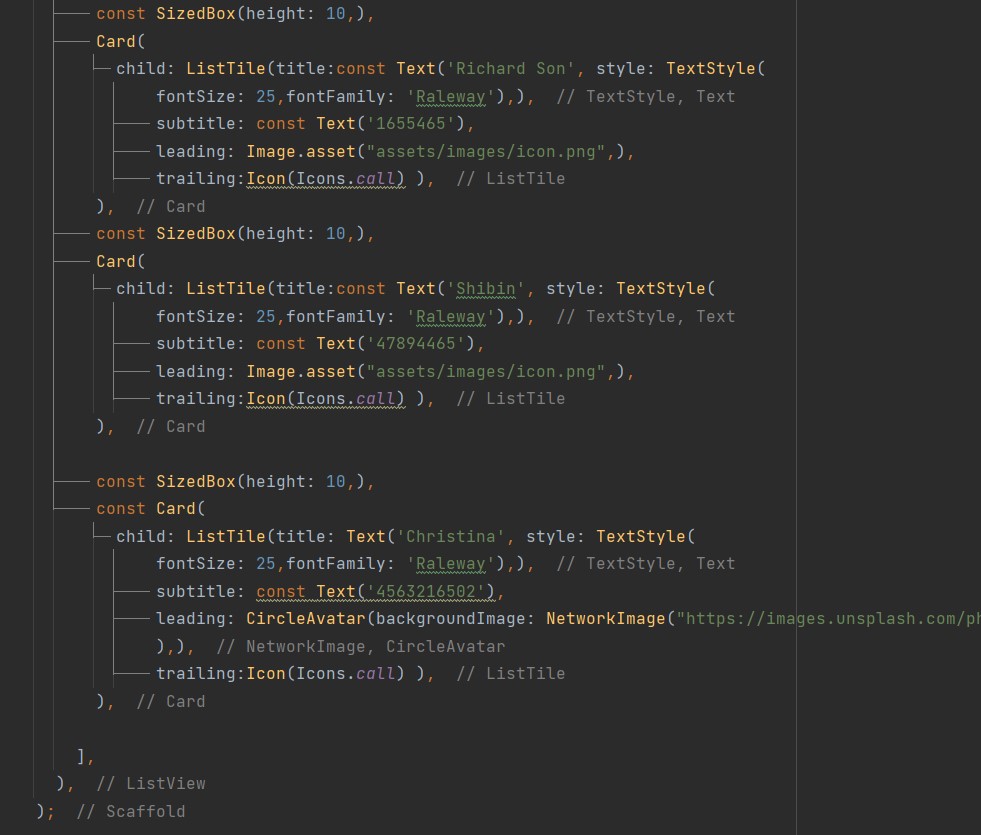 const SizedBox(height: 10,),
Card(
child: ListTile(title:const Text('Richard Son', style: TextStyle(
fontSize: 25,fontFamily: 'Raleway'),), // TextStyle, Text
subtitle: const Text('1655465'),
leading: Image.asset("assets/images/icon.png",),
trailing:Icon(Icons.call) ), // ListTile
), // Card
const SizedBox(height: 10,),
Card(
child: ListTile(title:const Text('Shibin', style: TextStyle(
fontSize: 25,fontFamily: 'Raleway'),), // TextStyle, Text
subtitle: const Text('47894465'),
leading: Image.asset("assets/images/icon.png",),
trailing:Icon(Icons.call) ), // ListTile
), // Card
const SizedBox(height: 10,),
const Card(
child: ListTile(title: Text('Christina', style: TextStyle(
fontSize: 25,fontFamily: 'Raleway'),), // TextStyle, Text
subtitle: const Text('4563216502'),
leading: CircleAvatar(backgroundImage: NetworkImage("https://images.unsplash.com/ph
),), // NetworkImage, CircleAvatar
trailing:Icon(Icons.call) ), // ListTile
), // Card
],
), // ListView
); // Scaffold